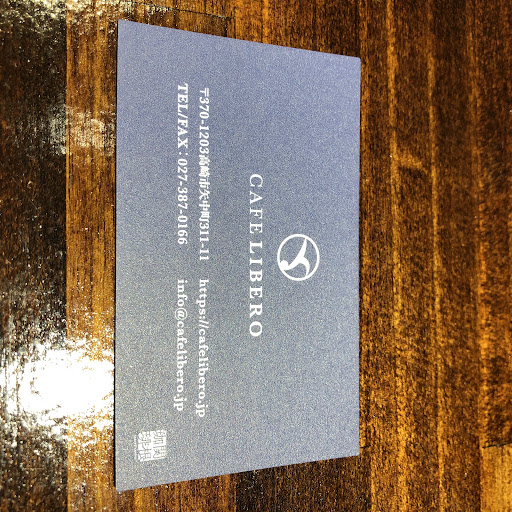 CAFE LIBERO
〒370-1203高崎市矢中町311-11 https://cafelibero.jp
TEL/FAX : 027-387-0166 info@cafelibero.jp